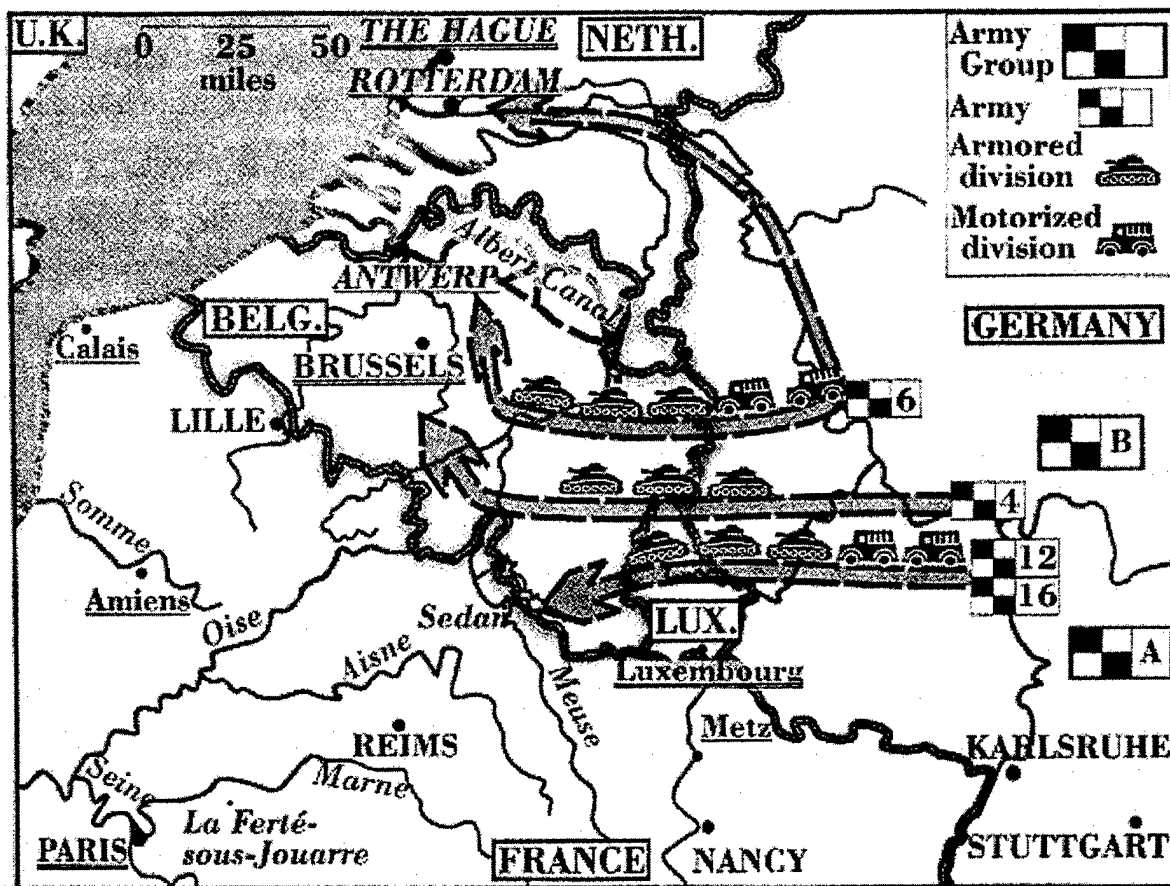 U.K.
0 25 50
miles
THE HAGUE
ROTTERDAM
NETH.
Army
Group
Army
Armored
division
Motorized
division
Albert Canal
ANTWERP
BELG.
GERMANY
Calais
BRUSSELS
6
LILLE
B
4
Somme
12
16
Amiens
Oise
Sedan
LUX.
A
Aisne
Luxembourg
Meuse
Metz
REIMS
KARLSRUHE
Seine
Marne
La Ferté-
sous-Jouarre
PARIS
FRANCE
NANCY
STUTTGART